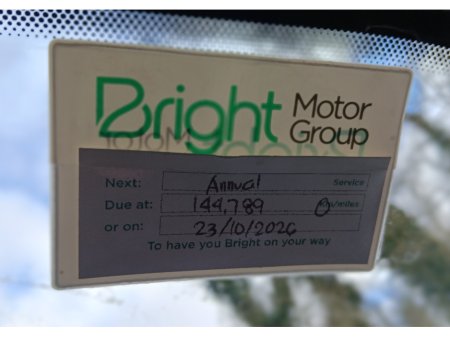 Bright Motor
Group
Next: Annual Service
Due at: 144,789 km/miles
or on: 23/10/2026
To have you Bright on your way